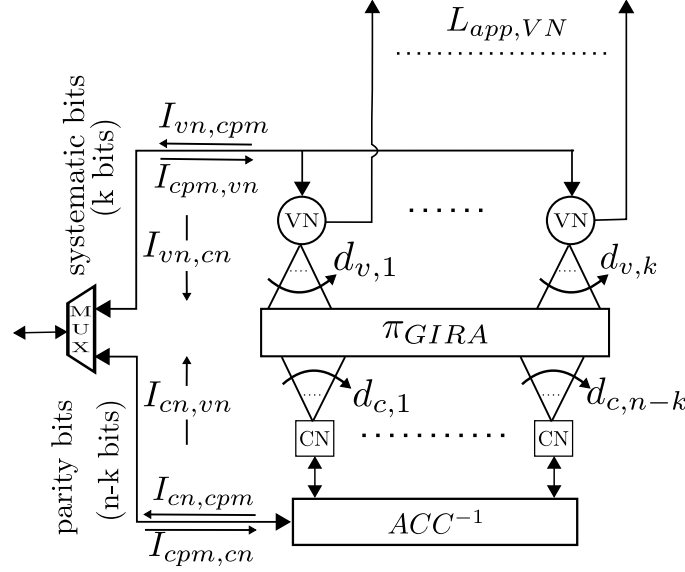 L_{app,VN}
I_{vn,cpm}
I_{cpm,vn}
systematic bits
(k bits)
VN
......
VN
I_{vn,cn}
d_{v,1}
d_{v,k}
MUX
π_{GIRA}
I_{cn,vn}
d_{c,1}
d_{c,n-k}
parity bits
(n-k bits)
CN
CN
I_{cn,cpm}
I_{cpm,cn}
ACC^{-1}